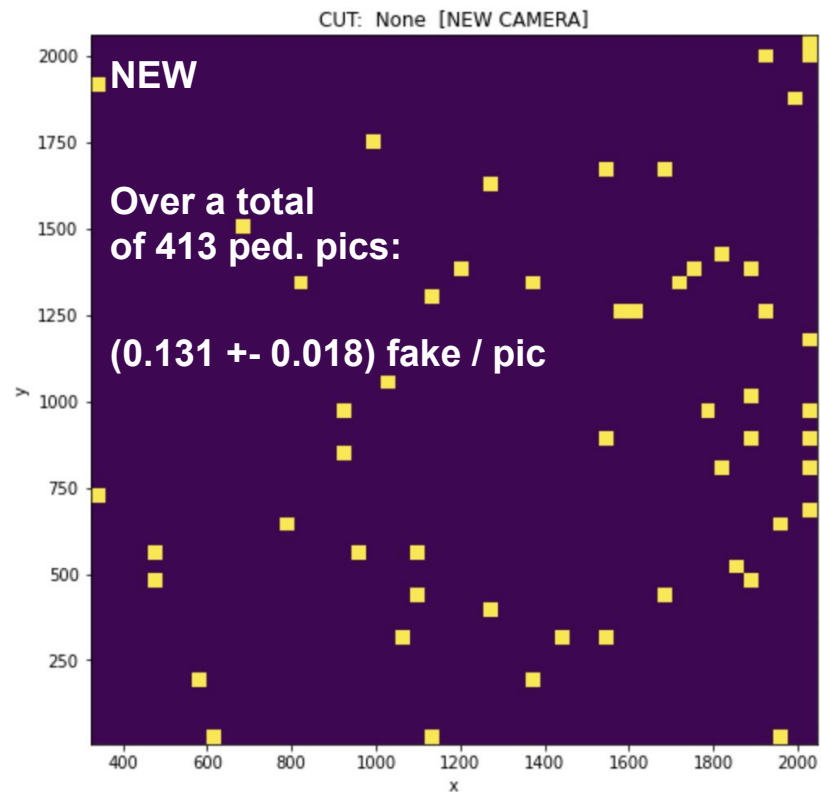 CUT: None [NEW CAMERA]
NEW
Over a total
of 413 ped. pics:
(0.131 +- 0.018) fake / pic
y
2000
1750
1500
1250
1000
750
500
250
400 600 800 1000 1200 1400 1600 1800 2000
x